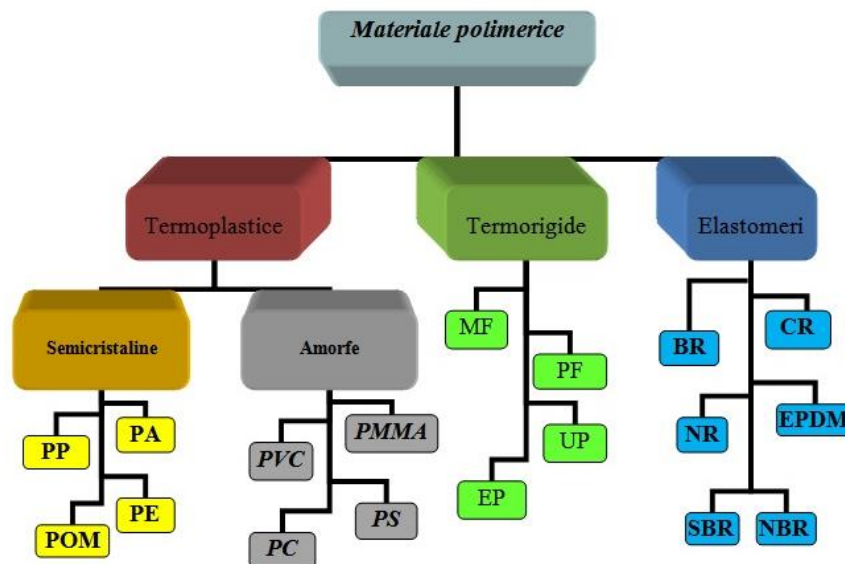 Materiale polimerice
Termoplastice
Termorigide
Elastomeri
Semicristaline
Amorfe
PP
PA
POM
PE
PVC
PMMA
PC
PS
MF
PF
UP
EP
BR
CR
NR
EPDM
SBR
NBR